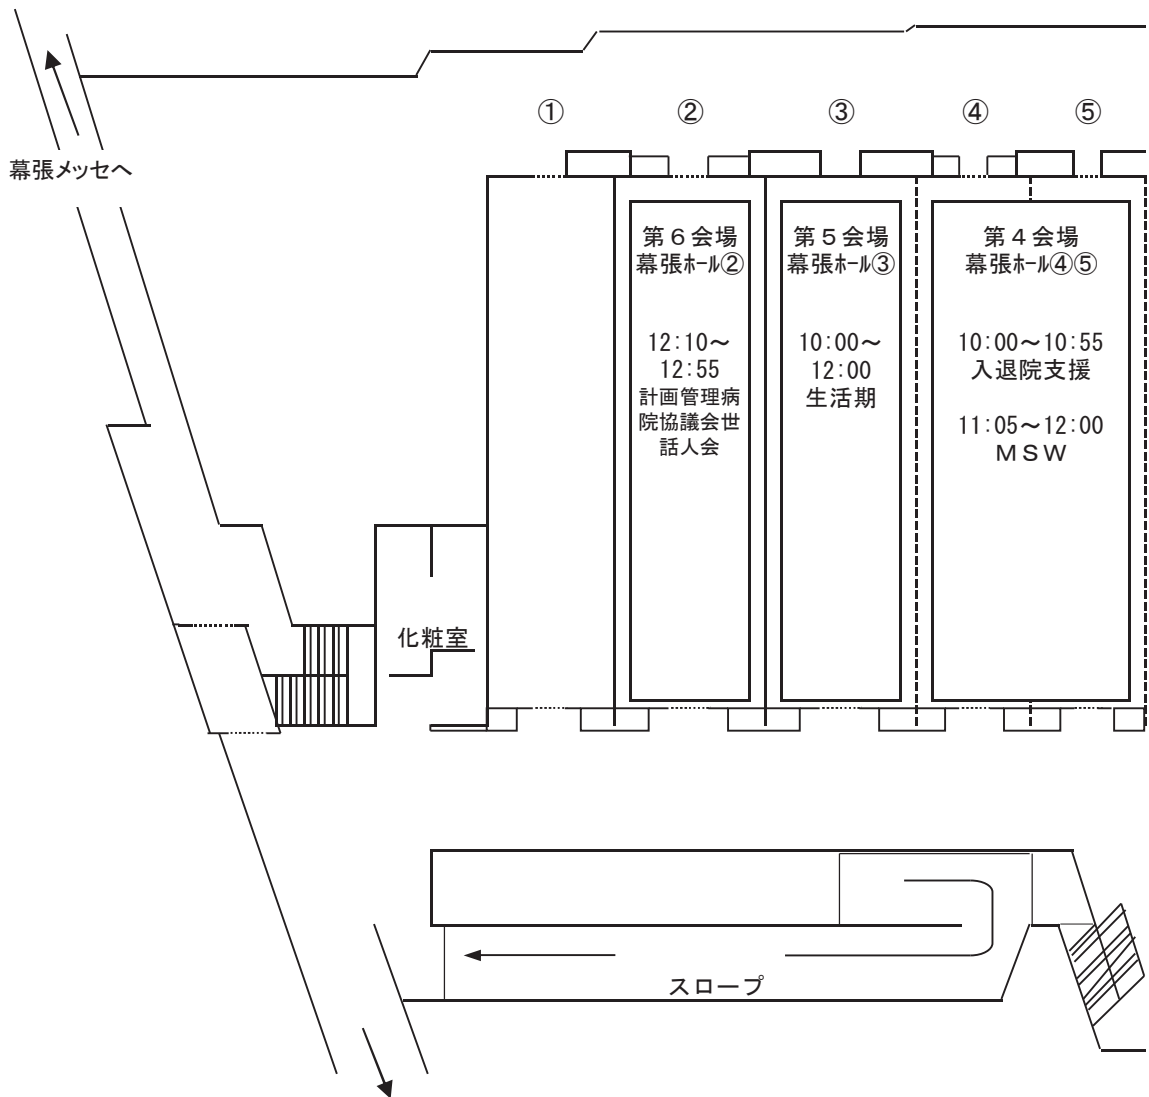 ① ② ③ ④ ⑤
幕張メッセへ
第６会場
幕張ﾎｰﾙ②
12:10～
12:55
計画管理病
院協議会世
話人会
第５会場
幕張ﾎｰﾙ③
10:00～
12:00
生活期
第４会場
幕張ﾎｰﾙ④⑤
10:00～10:55
入退院支援
11:05～12:00
ＭＳＷ
化粧室
スロープ